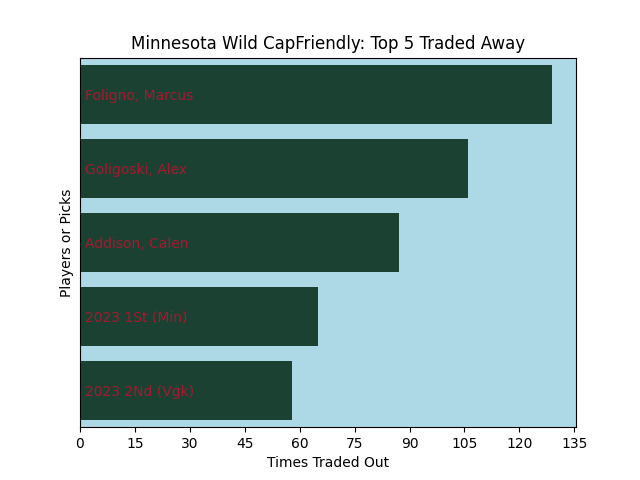 Minnesota Wild CapFriendly: Top 5 Traded Away
Players or Picks
Foligno, Marcus
Goligoski, Alex
Addison, Calen
2023 1St (Min)
2023 2Nd (Vgk)
0 15 30 45 60 75 90 105 120 135
Times Traded Out